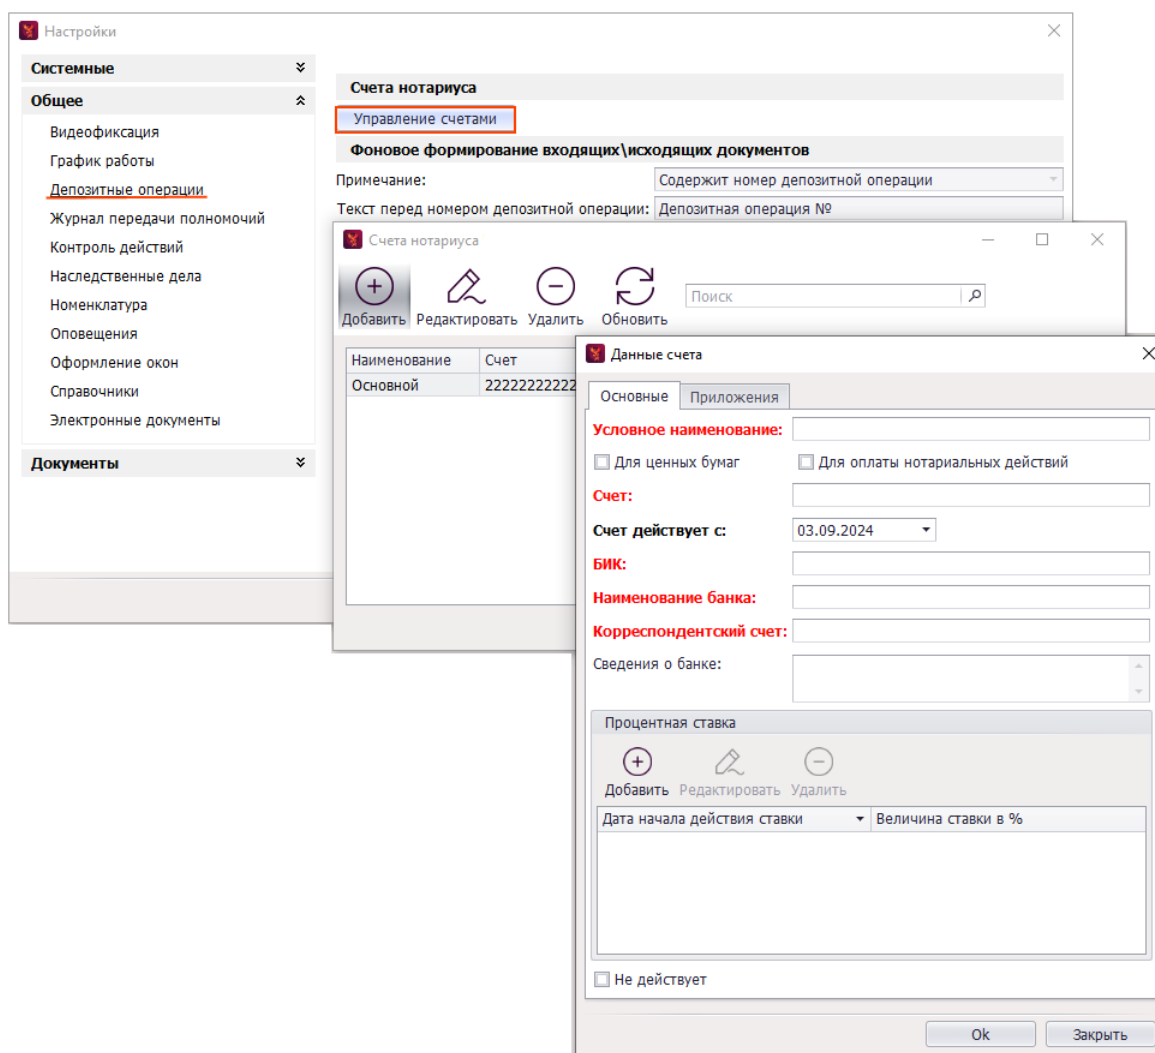 Настройки
Системные
Общее
Видеофиксация
График работы
Депозитные операции
Журнал передачи полномочий
Контроль действий
Наследственные дела
Номенклатура
Оповещения
Оформление окон
Справочники
Электронные документы
Документы
Счета нотариуса
Управление счетами
Фоновое формирование входящих\исходящих документов
Примечание: Содержит номер депозитной операции
Текст перед номером депозитной операции: Депозитная операция №
Счета нотариуса
Добавить Редактировать Удалить Обновить Поиск
Наименование Счет
Основной 22222222222
Данные счета
Основные Приложения
Условное наименование:
Для ценных бумаг Для оплаты нотариальных действий
Счет:
Счет действует с: 03.09.2024
БИК:
Наименование банка:
Корреспондентский счет:
Сведения о банке:
Процентная ставка
Добавить Редактировать Удалить
Дата начала действия ставки Величина ставки в %
Не действует
Ok Закрыть